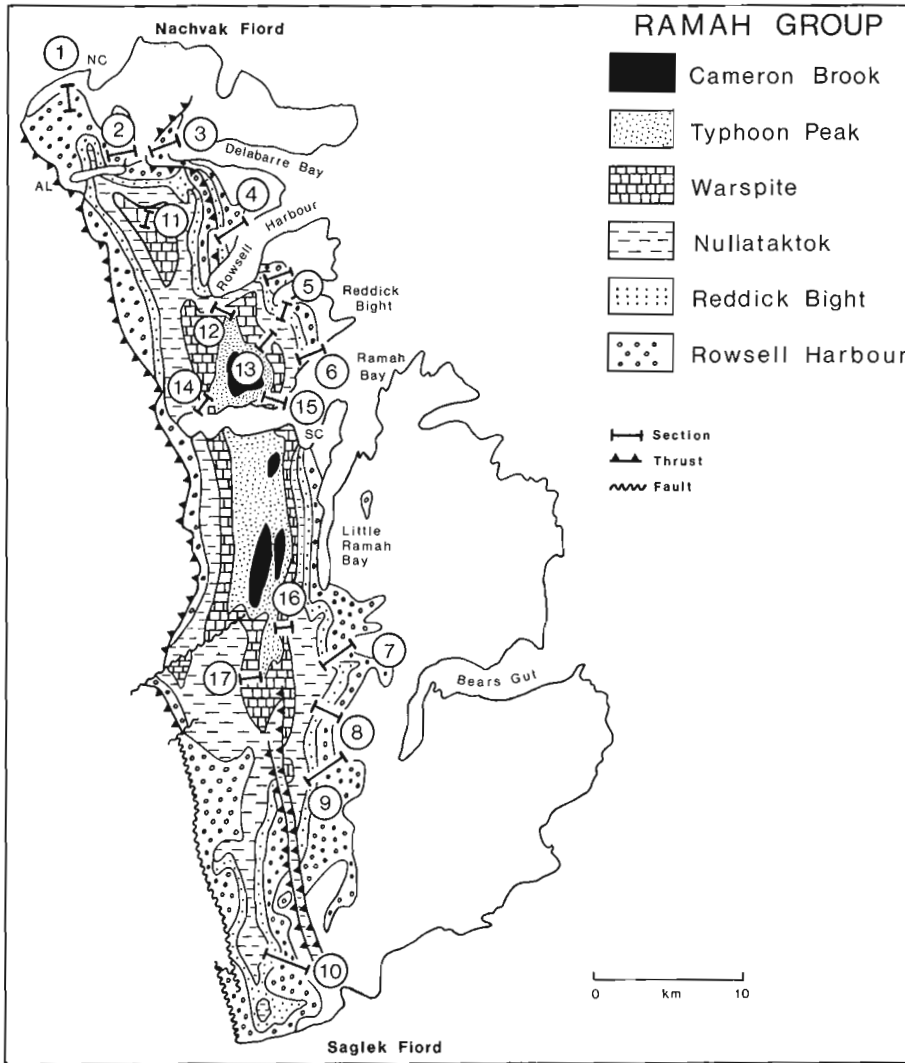 Nachvak Fiord
RAMAH GROUP
Cameron Brook
Typhoon Peak
Warspite
Nullataktok
Reddick Bight
Rowsell Harbour
Section
Thrust
Fault
1
NC
2
3
Delabarre Bay
AL
4
11
Rowsell Harbour
5
Reddick
Bight
12
13
6
Ramah
Bay
14
15
SC
Little
Ramah
Bay
16
7
17
Bears Gut
8
9
10
0 km 10
Saglek Fiord